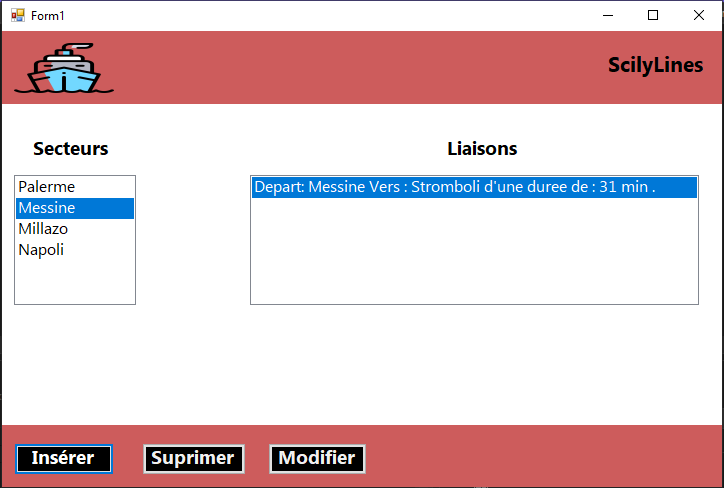 Form1
ScilyLines
Secteurs
Liaisons
Palerme
Messine
Millazo
Napoli
Depart: Messine Vers : Stromboli d'une duree de : 31 min .
Insérer
Suprimer
Modifier